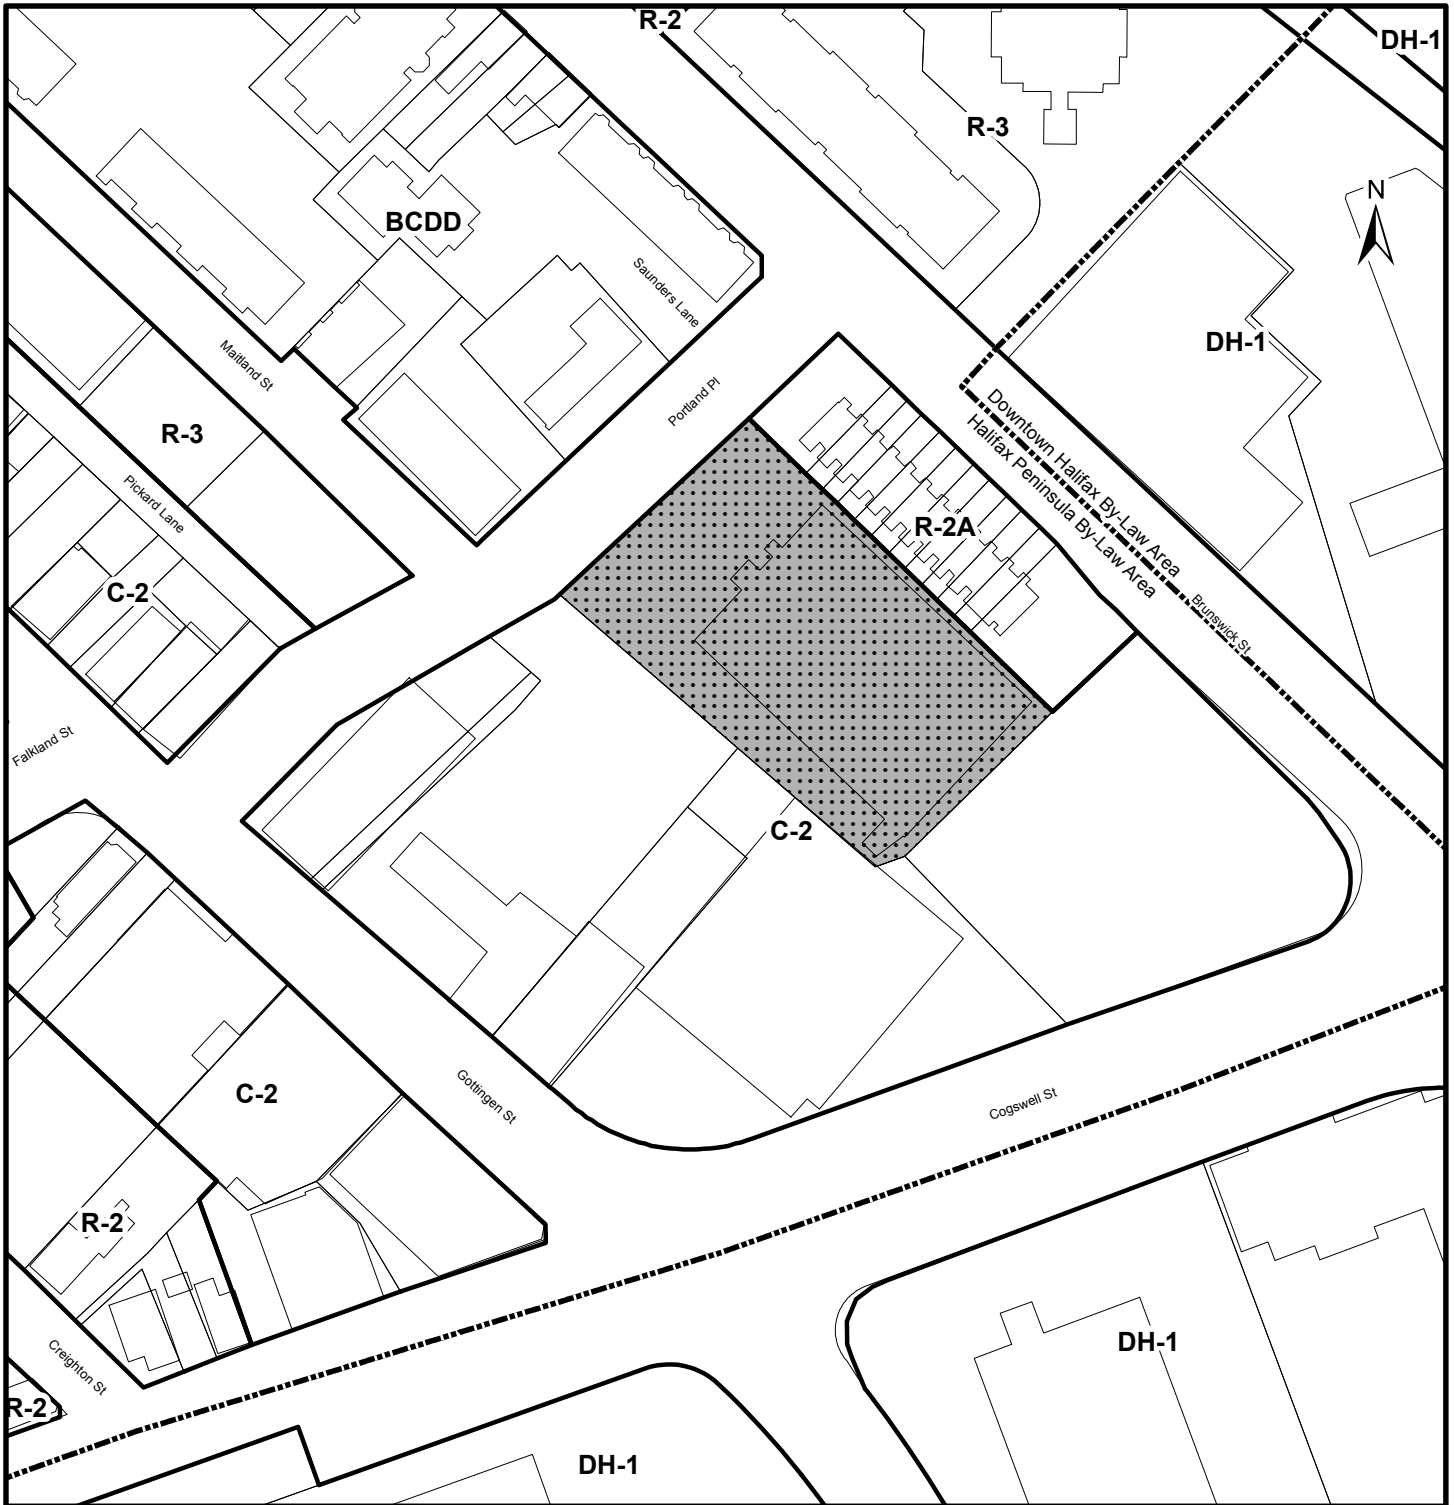 R-2
DH-1
R-3
N
BCDD
Saunders Lane
DH-1
Maitland St
Portland Pl
Downtown Halifax By-Law Area
Halifax Peninsula By-Law Area
R-3
Pickard Lane
R-2A
C-2
Brunswick St
Falkland St
C-2
C-2
Gottingen St
Cogswell St
R-2
DH-1
Creighton St
R-2
DH-1